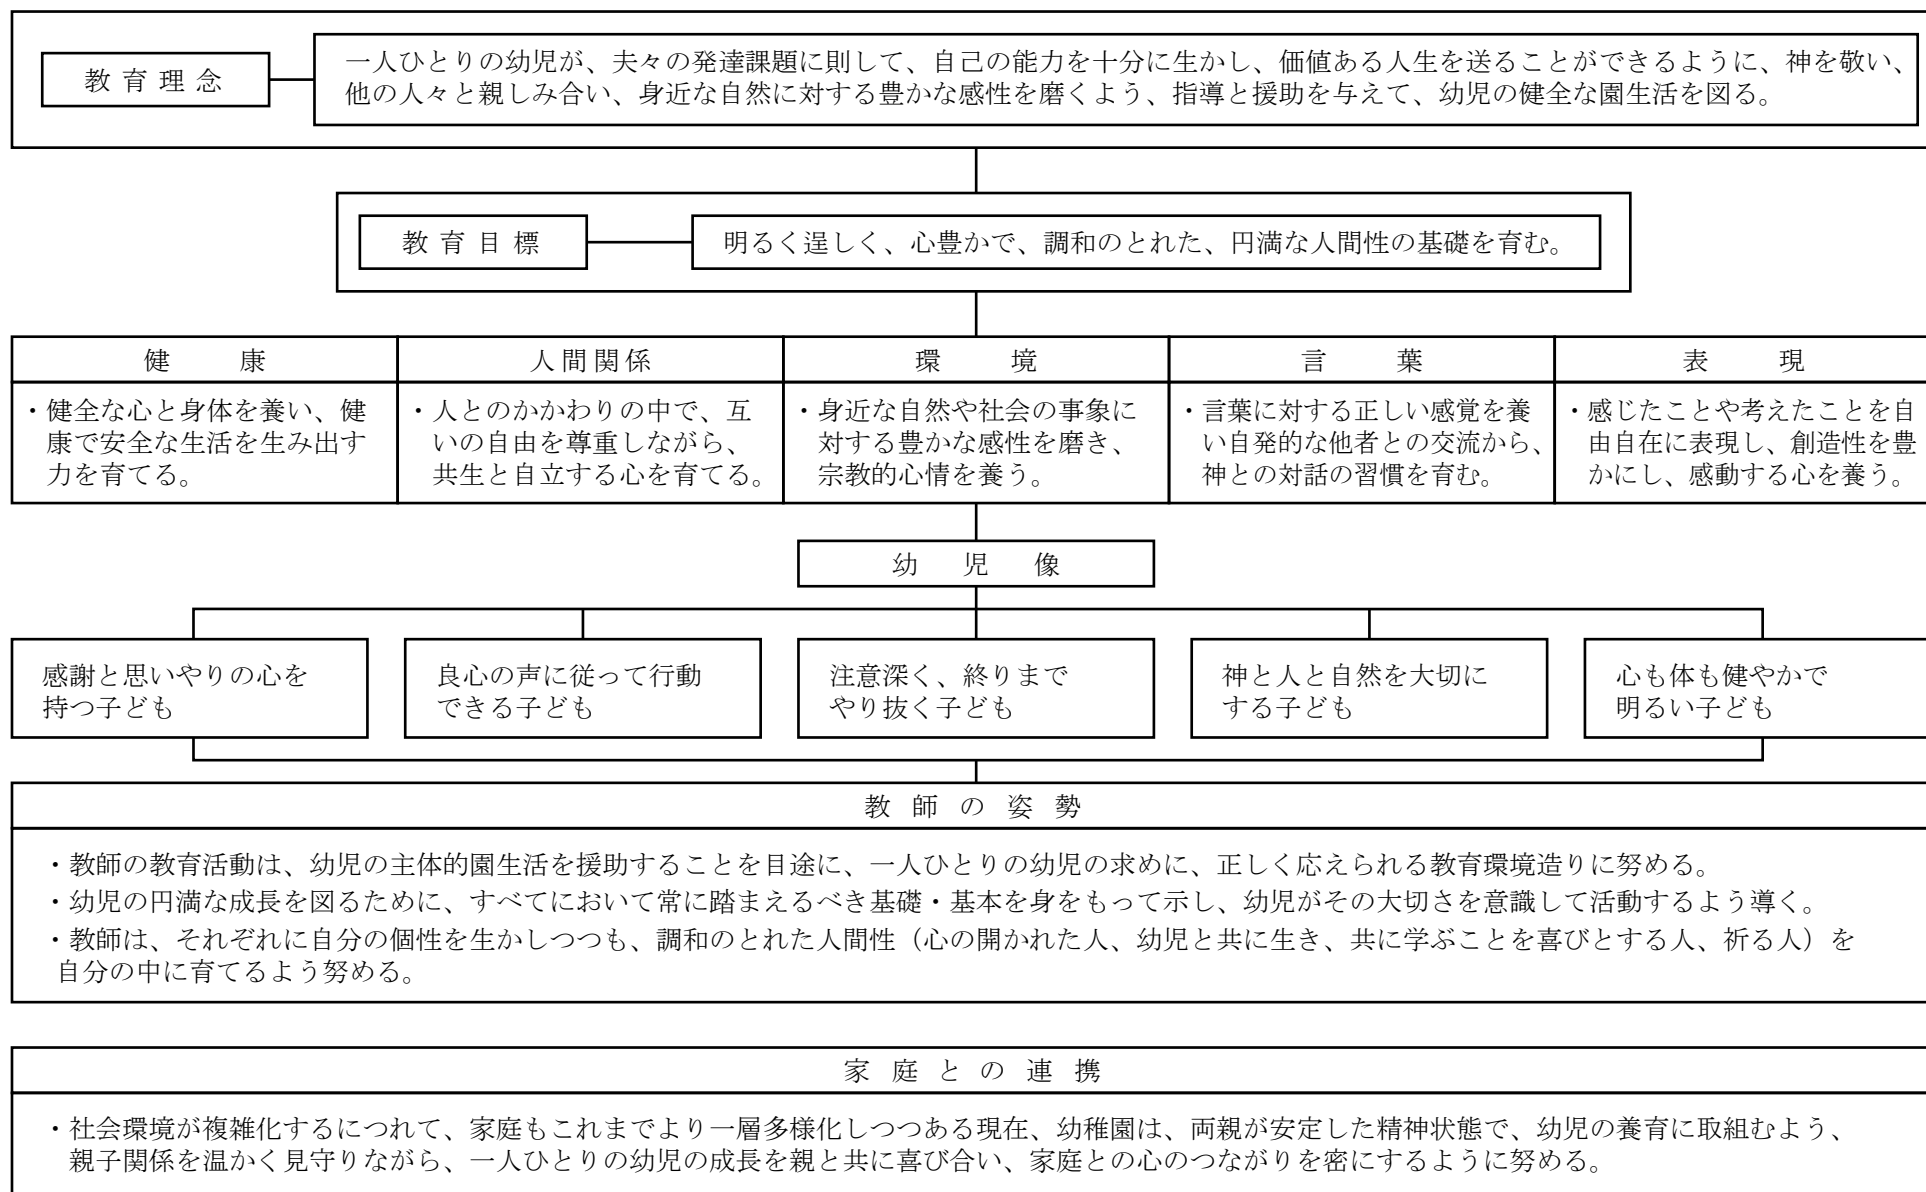 教育理念
一人ひとりの幼児が、夫々の発達課題に則して、自己の能力を十分に生かし、価値ある人生を送ることができるように、神を敬い、
他の人々と親しみ合い、身近な自然に対する豊かな感性を磨くよう、指導と援助を与えて、幼児の健全な園生活を図る。
教育目標
明るく逞しく、心豊かで、調和のとれた、円満な人間性の基礎を育む。
健康
・健全な心と身体を養い、健
康で安全な生活を生み出す
力を育てる。
人間関係
・人とのかかわりの中で、互
いの自由を尊重しながら、
共生と自立する心を育てる。
環境
・身近な自然や社会の事象に
対する豊かな感性を磨き、
宗教的心情を養う。
言葉
・言葉に対する正しい感覚を養
い自発的な他者との交流から、
神との対話の習慣を育む。
表現
・感じたことや考えたことを自
由自在に表現し、創造性を豊
かにし、感動する心を養う。
幼児像
感謝と思いやりの心を
持つ子ども
良心の声に従って行動
できる子ども
注意深く、終りまで
やり抜く子ども
神と人と自然を大切に
する子ども
心も体も健やかで
明るい子ども
教師の姿勢
・教師の教育活動は、幼児の主体的園生活を援助することを目途に、一人ひとりの幼児の求めに、正しく応えられる教育環境造りに努める。
・幼児の円満な成長を図るために、すべてにおいて常に踏まえるべき基礎・基本を身をもって示し、幼児がその大切さを意識して活動するよう導く。
・教師は、それぞれに自分の個性を生かしつつも、調和のとれた人間性（心の開かれた人、幼児と共に生き、共に学ぶことを喜びとする人、祈る人）を
自分の中に育てるよう努める。
家庭との連携
・社会環境が複雑化するにつれて、家庭もこれまでより一層多様化しつつある現在、幼稚園は、両親が安定した精神状態で、幼児の養育に取組むよう、
親子関係を温かく見守りながら、一人ひとりの幼児の成長を親と共に喜び合い、家庭との心のつながりを密にするように努める。